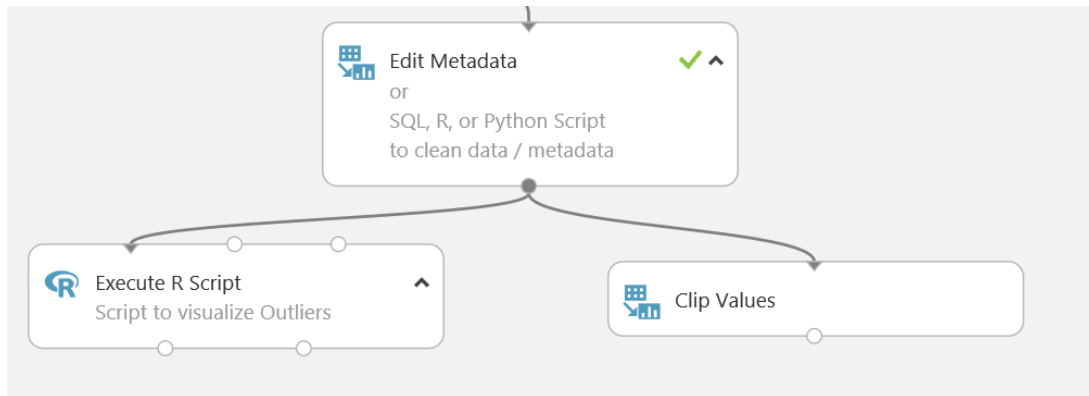 Edit Metadata
or
SQL, R, or Python Script
to clean data / metadata
Execute R Script
Script to visualize Outliers
Clip Values